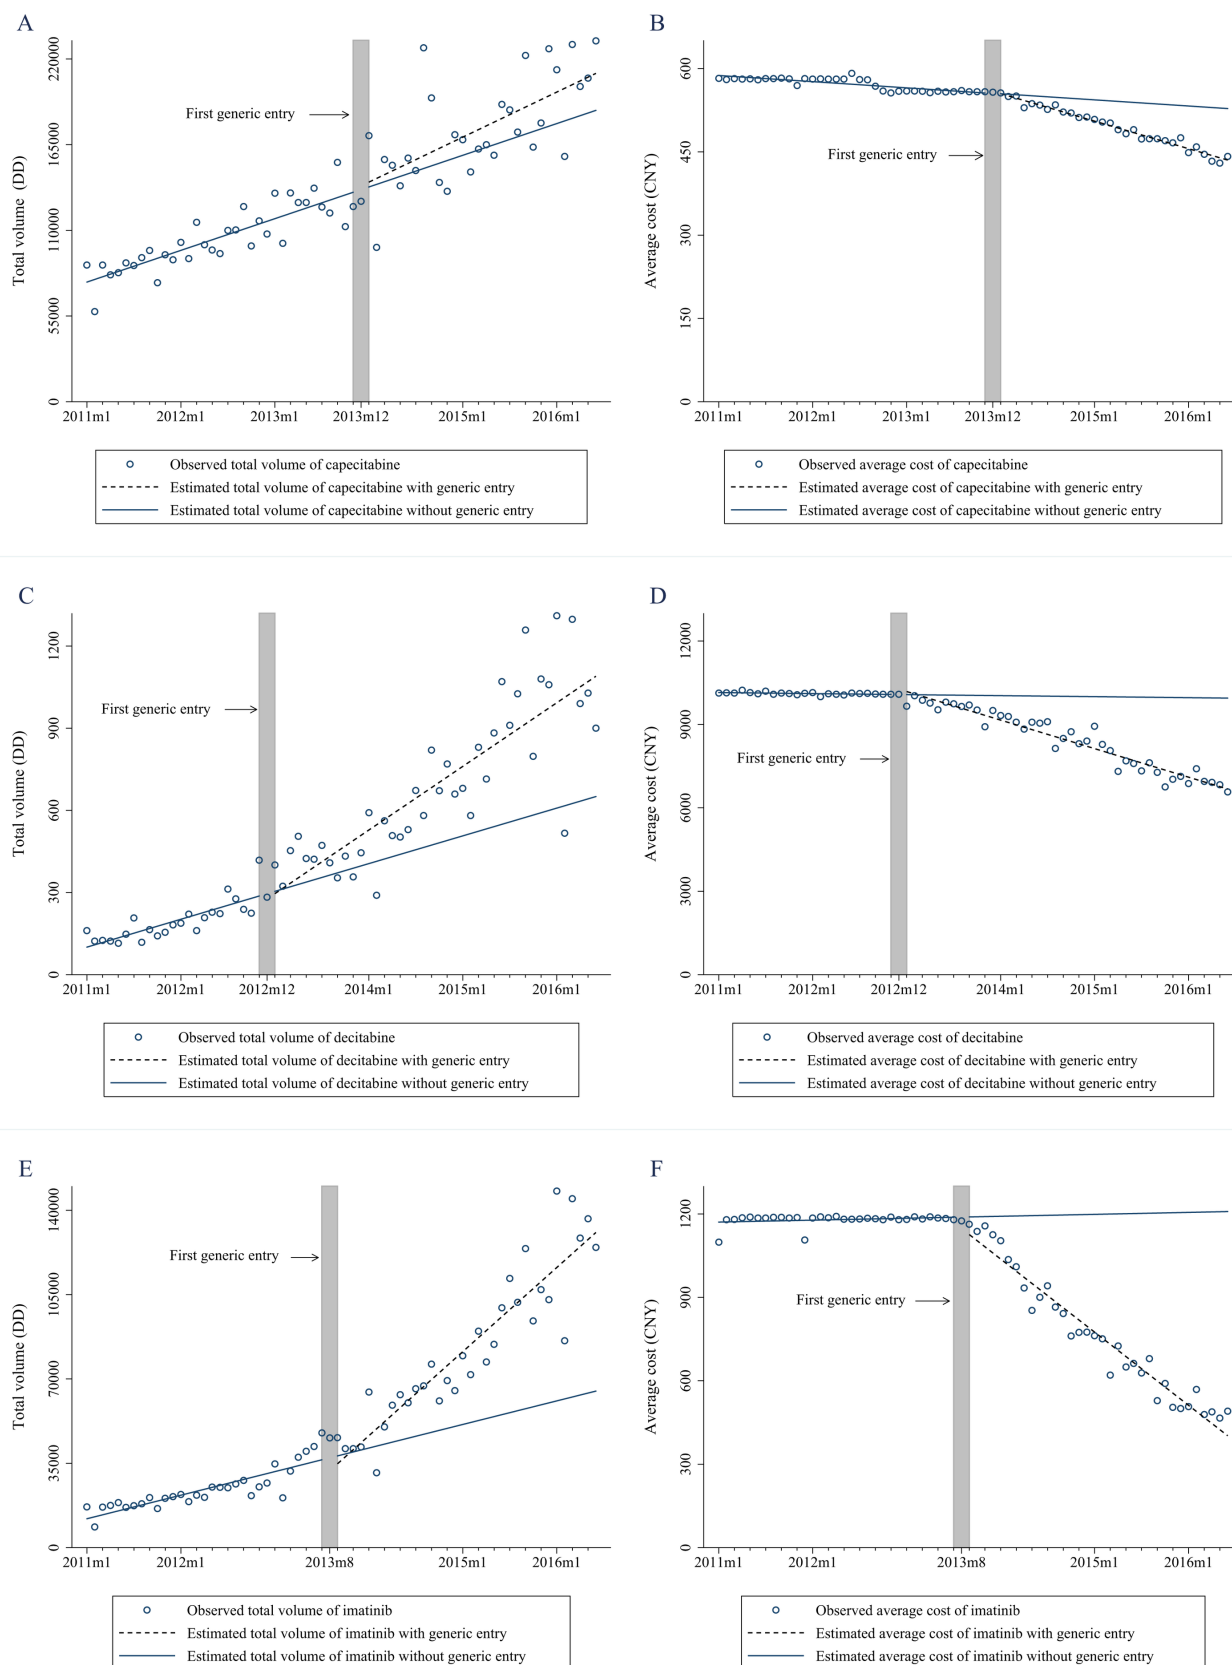 A
Total volume (DD)
220000
165000
110000
55000
0
First generic entry
2011m1 2012m1 2013m1 2013m12 2015m1 2016m1
Observed total volume of capecitabine
Estimated total volume of capecitabine with generic entry
Estimated total volume of capecitabine without generic entry
B
Average cost (CNY)
600
450
300
150
0
First generic entry
2011m1 2012m1 2013m1 2013m12 2015m1 2016m1
Observed average cost of capecitabine
Estimated average cost of capecitabine with generic entry
Estimated average cost of capecitabine without generic entry
C
Total volume (DD)
1200
900
600
300
0
First generic entry
2011m1 2012m1 2012m12 2014m1 2015m1 2016m1
Observed total volume of decitabine
Estimated total volume of decitabine with generic entry
Estimated total volume of decitabine without generic entry
D
Average cost (CNY)
12000
9000
6000
3000
0
First generic entry
2011m1 2012m1 2012m12 2014m1 2015m1 2016m1
Observed average cost of decitabine
Estimated average cost of decitabine with generic entry
Estimated average cost of decitabine without generic entry
E
Total volume (DD)
140000
105000
70000
35000
0
First generic entry
2011m1 2012m1 2013m8 2015m1 2016m1
Observed total volume of imatinib
Estimated total volume of imatinib with generic entry
Estimated total volume of imatinib without generic entry
F
Average cost (CNY)
1200
900
600
300
0
First generic entry
2011m1 2012m1 2013m8 2015m1 2016m1
Observed average cost of imatinib
Estimated average cost of imatinib with generic entry
Estimated average cost of imatinib without generic entry